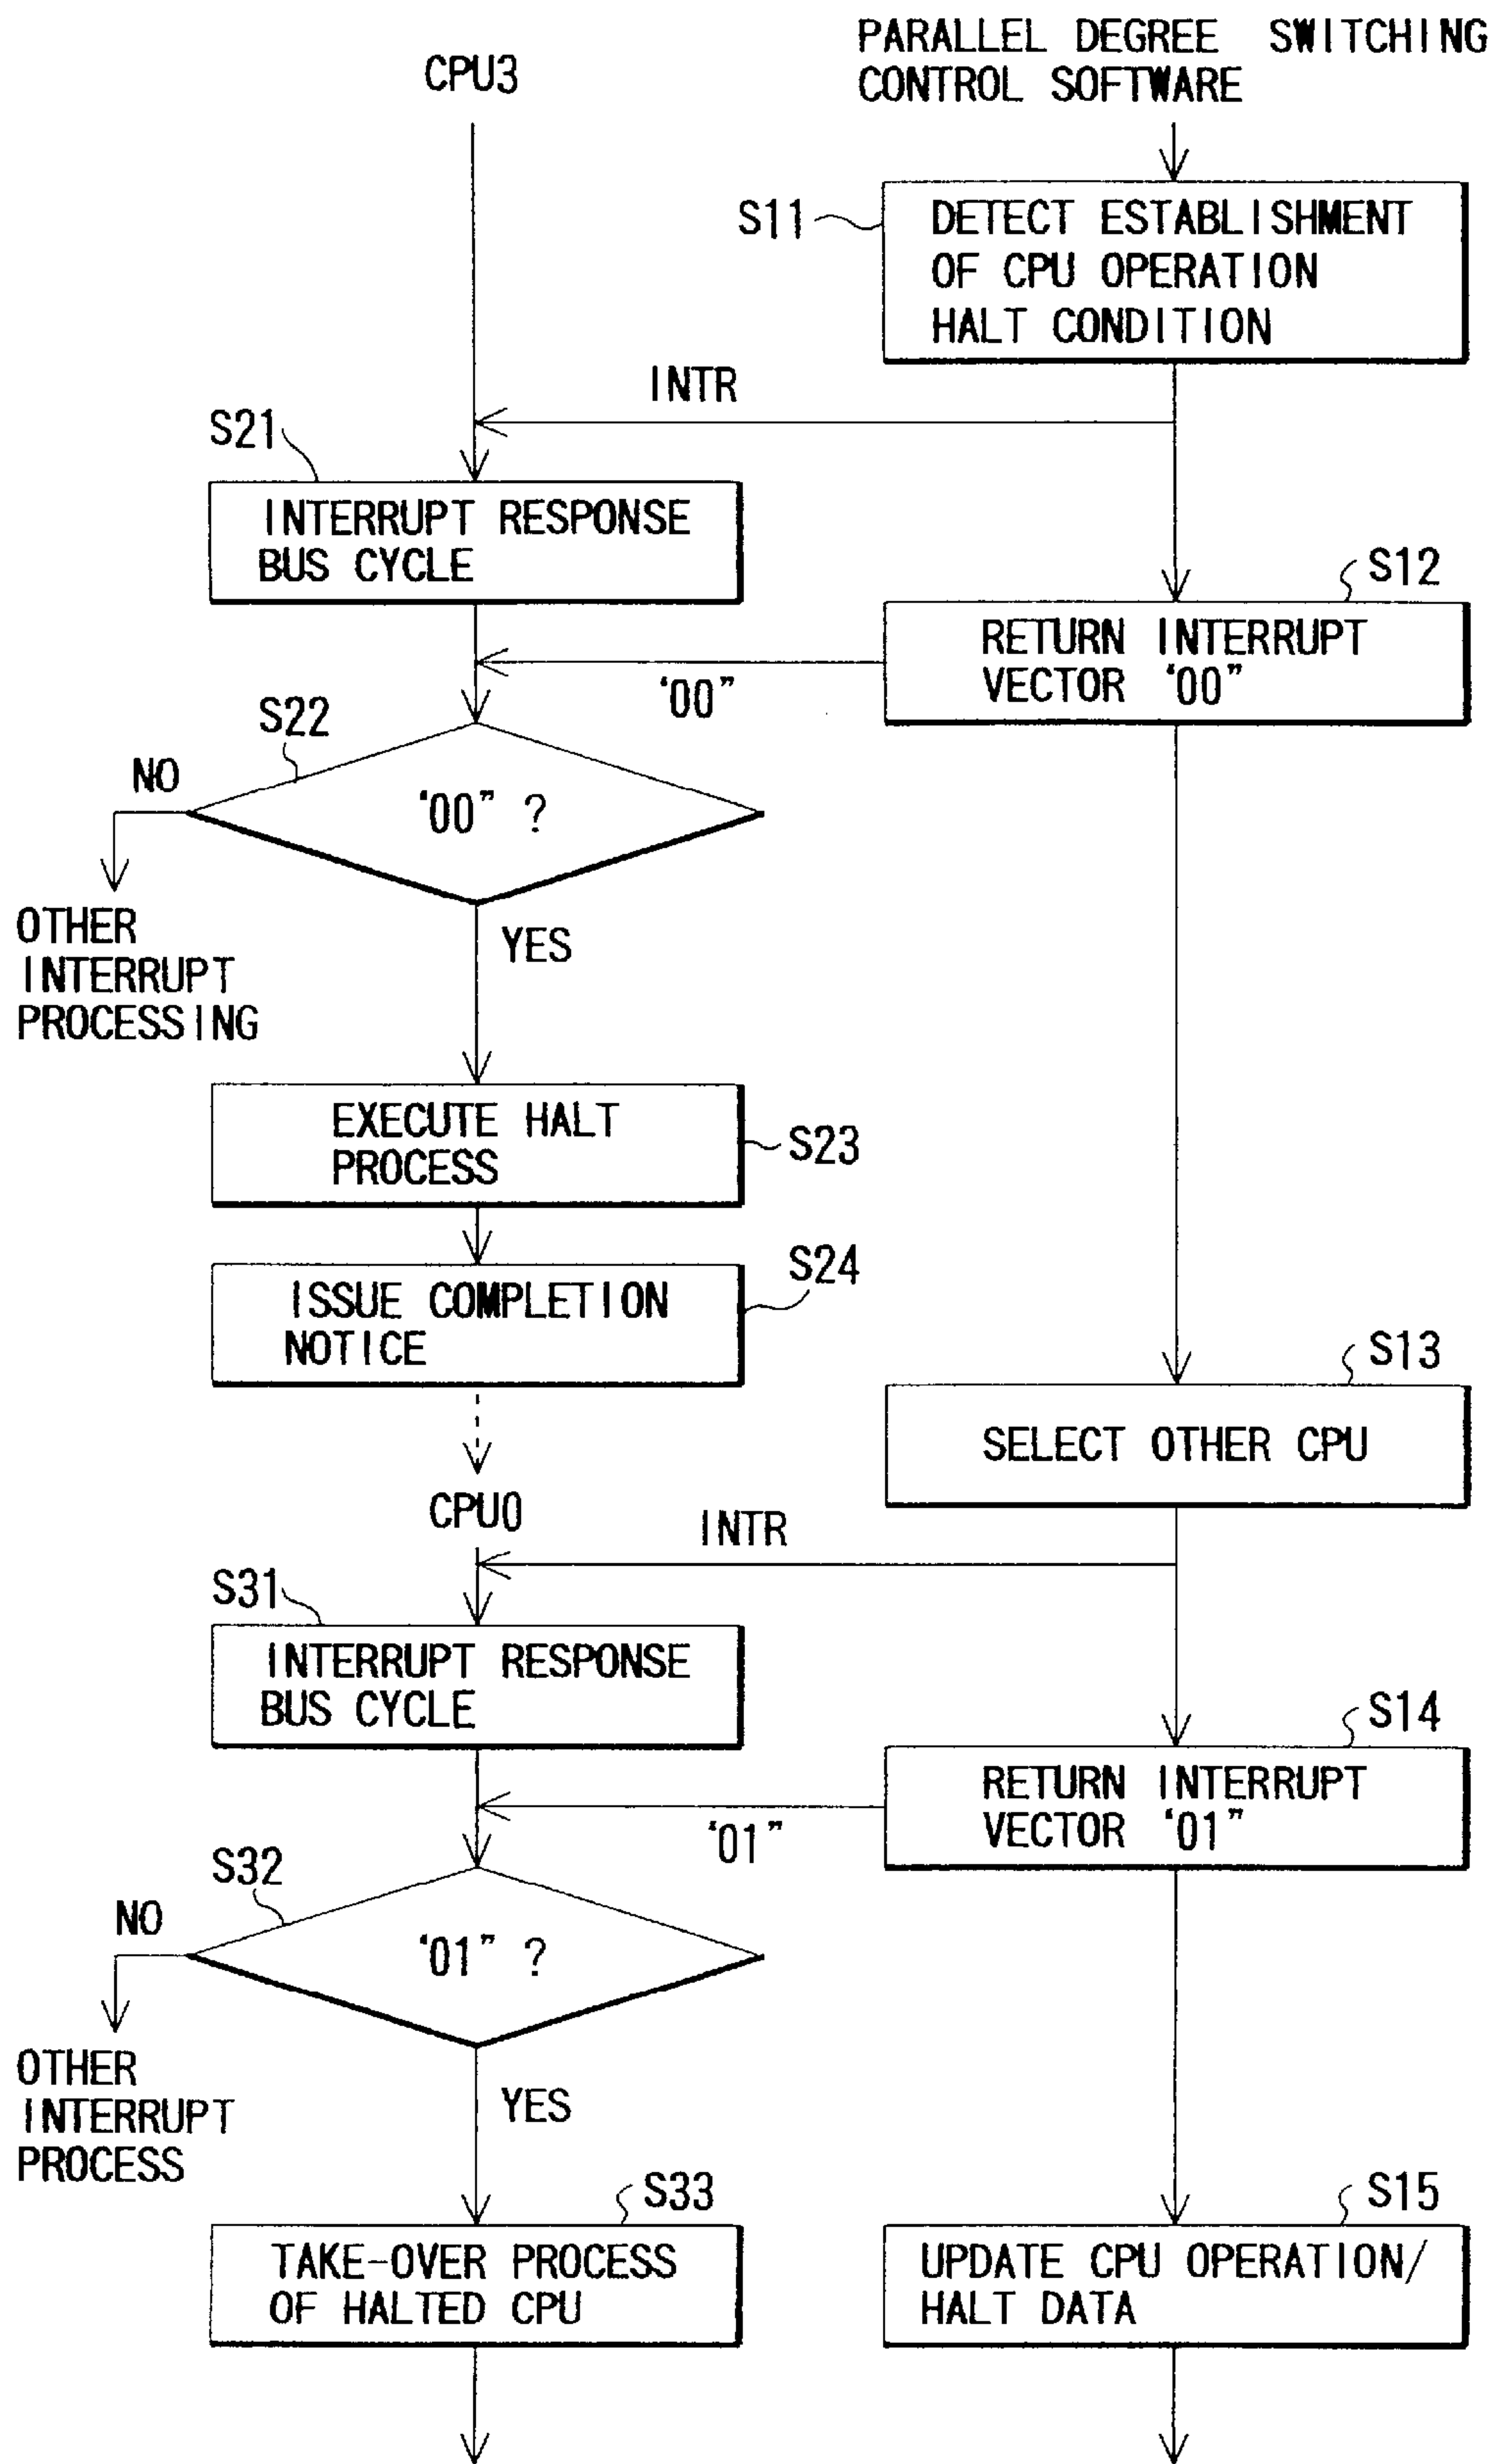 PARALLEL DEGREE SWITCHING
CONTROL SOFTWARE
CPU3
S11
DETECT ESTABLISHMENT
OF CPU OPERATION
HALT CONDITION
INTR
S21
INTERRUPT RESPONSE
BUS CYCLE
S12
RETURN INTERRUPT
VECTOR ‘00”
‘00”
S22
NO
‘00” ?
OTHER
INTERRUPT
PROCESSING
YES
EXECUTE HALT
PROCESS
S23
S24
ISSUE COMPLETION
NOTICE
S13
SELECT OTHER CPU
CPU0
INTR
S31
INTERRUPT RESPONSE
BUS CYCLE
S14
RETURN INTERRUPT
VECTOR ‘01”
‘01”
S32
NO
‘01” ?
OTHER
INTERRUPT
PROCESS
YES
S33
TAKE-OVER PROCESS
OF HALTED CPU
S15
UPDATE CPU OPERATION/
HALT DATA